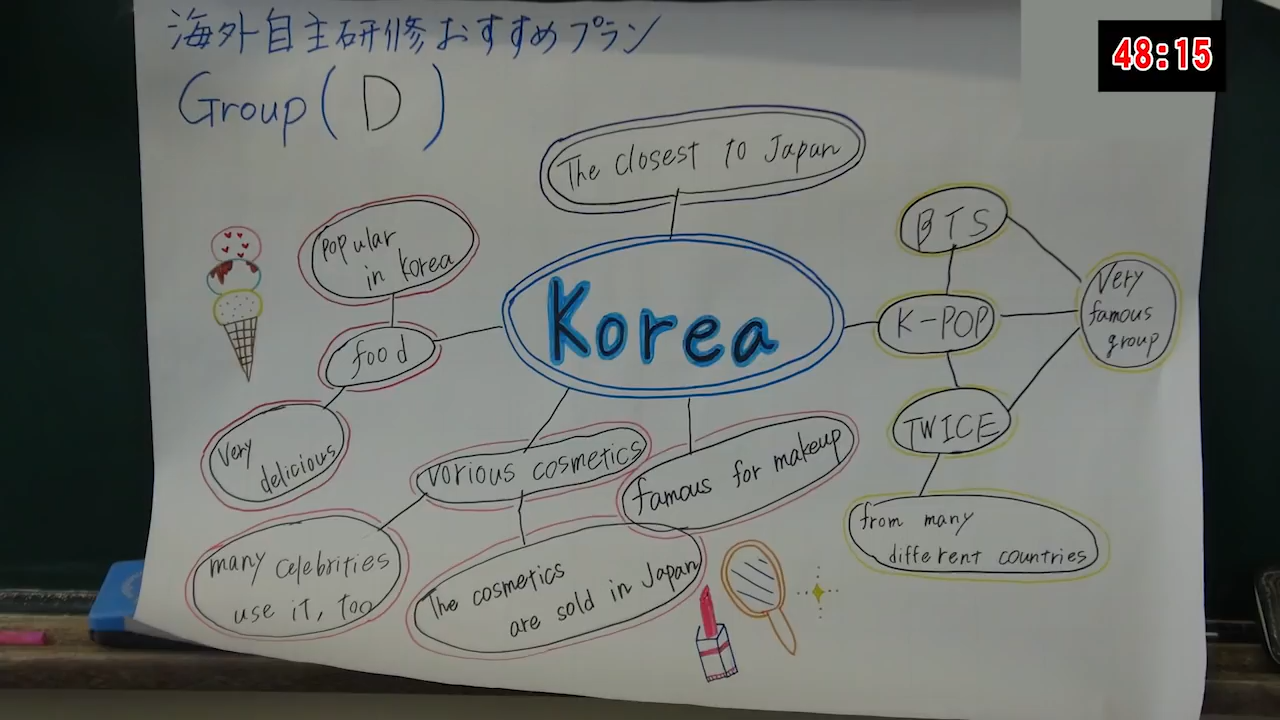 海外自主研修おすすめプラン
48:15
Group(D)
The closest to Japan
popular
in korea
BTS
Very
famous
group
K-POP
Korea
food
TWICE
Very
delicious
various cosmetics
famous for makeup
from many
different countries
many celebrities
use it, too
The cosmetics
are sold in Japan